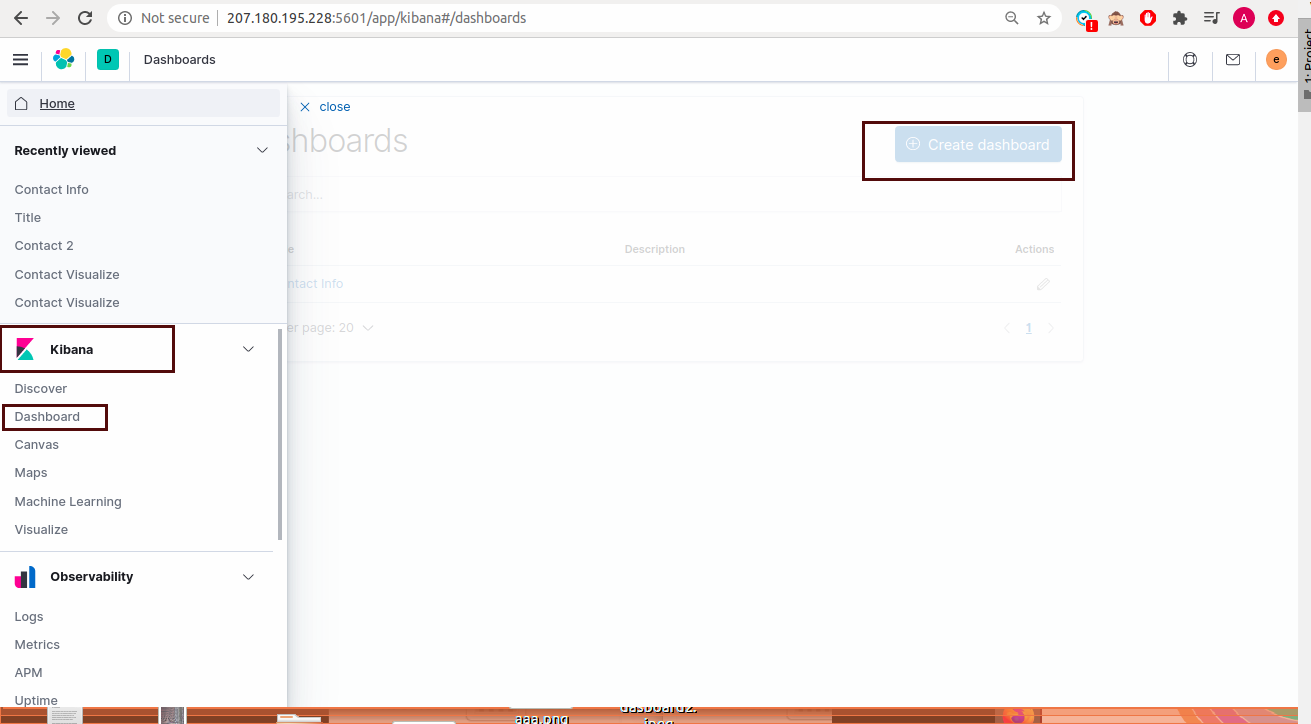 Not secure
207.180.195.228:5601/app/kibana#/dashboards
A
D
Dashboards
e
1: Project
Home
close
shboards
Create dashboard
Recently viewed
arch...
Contact Info
Title
Contact 2
Contact Visualize
Contact Visualize
e
Description
Actions
ntact Info
er page: 20
1
Kibana
Discover
Dashboard
Canvas
Maps
Machine Learning
Visualize
Observability
Logs
Metrics
APM
Uptime
aaa.png